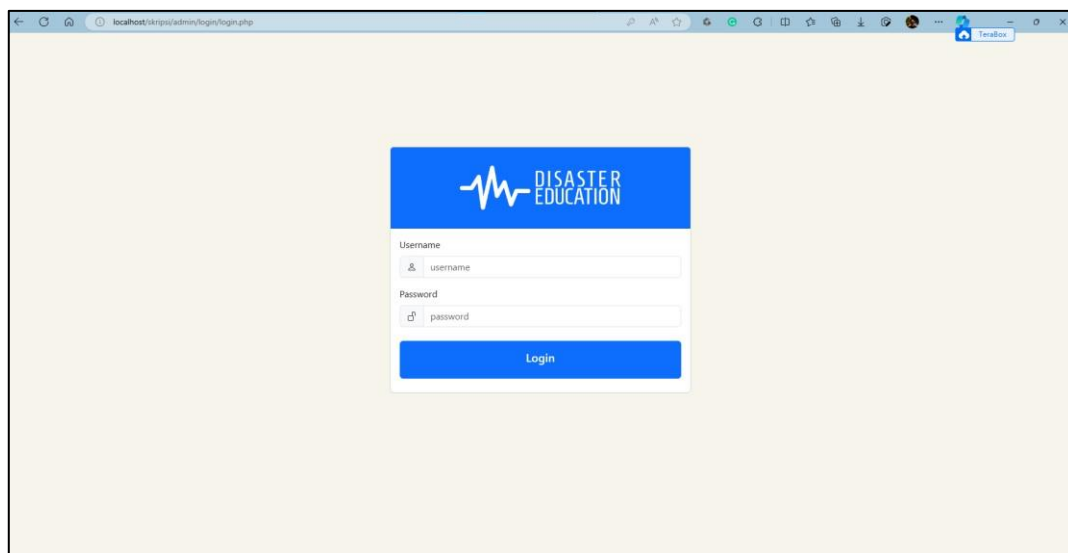 localhost/skripsi/admin/login/login.php
TeraBox
DISASTER
EDUCATION
Username
username
Password
password
Login